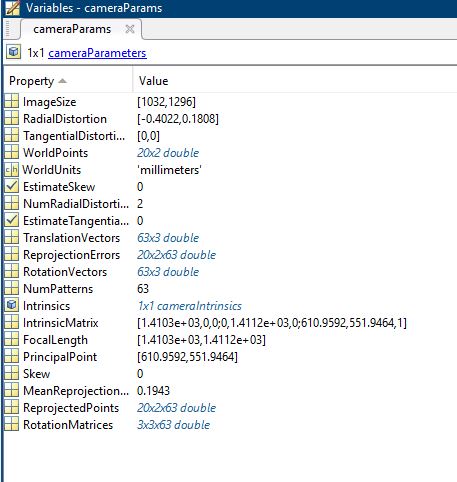 Variables - cameraParams
cameraParams
1x1 cameraParameters
Property Value
ImageSize [1032,1296]
RadialDistortion [-0.4022,0.1808]
TangentialDistorti... [0,0]
WorldPoints 20x2 double
ch WorldUnits 'millimeters'
EstimateSkew 0
NumRadialDistorti... 2
EstimateTangentia... 0
TranslationVectors 63x3 double
ReprojectionErrors 20x2x63 double
RotationVectors 63x3 double
NumPatterns 63
Intrinsics 1x1 cameraIntrinsics
IntrinsicMatrix [1.4103e+03,0,0;0,1.4112e+03,0;610.9592,551.9464,1]
FocalLength [1.4103e+03,1.4112e+03]
PrincipalPoint [610.9592,551.9464]
Skew 0
MeanReprojection... 0.1943
ReprojectedPoints 20x2x63 double
RotationMatrices 3x3x63 double